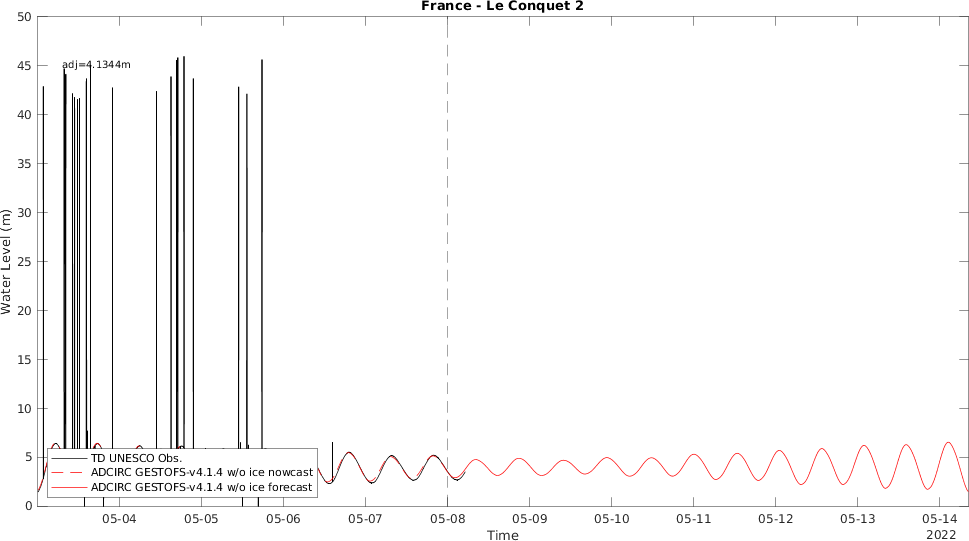 France - Le Conquet 2
50
45
40
35
30
25
20
15
10
5
0
Water Level (m)
adj=4.1344m
TD UNESCO Obs.
ADCIRC GESTOFS-v4.1.4 w/o ice nowcast
ADCIRC GESTOFS-v4.1.4 w/o ice forecast
05-04 05-05 05-06 05-07 05-08 05-09 05-10 05-11 05-12 05-13 05-14
2022
Time